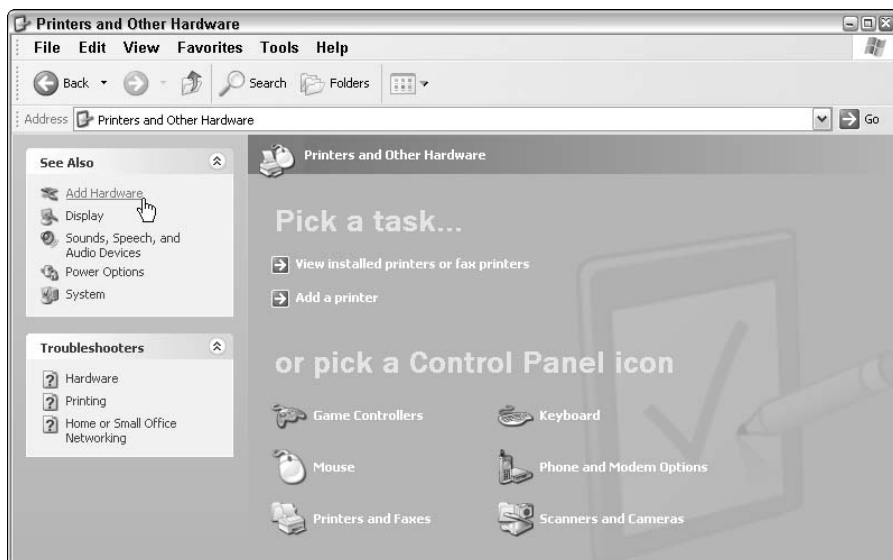 Printers and Other Hardware
File Edit View Favorites Tools Help
Back Search Folders
Address Printers and Other Hardware Go
See Also
Add Hardware
Display
Sounds, Speech, and
Audio Devices
Power Options
System
Troubleshooters
Hardware
Printing
Home or Small Office
Networking
Printers and Other Hardware
Pick a task...
View installed printers or fax printers
Add a printer
or pick a Control Panel icon
Game Controllers Keyboard
Mouse Phone and Modem Options
Printers and Faxes Scanners and Cameras